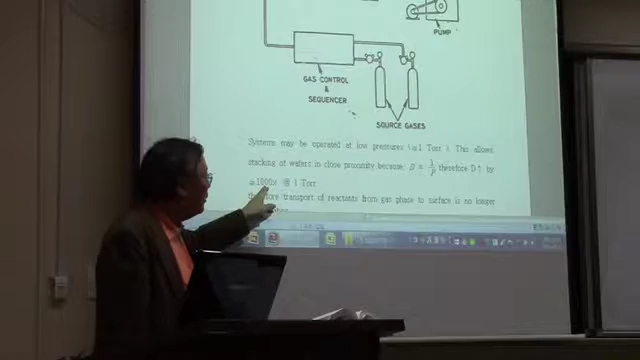 PUMP
GAS CONTROL
&
SEQUENCER
SOURCE GASES
Systems may be operated at low pressures (≅1 Torr ). This allows
stacking of wafers in close proximity because D ∝ 1/P therefore D↑ by
≅1000x @ 1 Torr
therefore transport of reactants from gas phase to surface is no longer